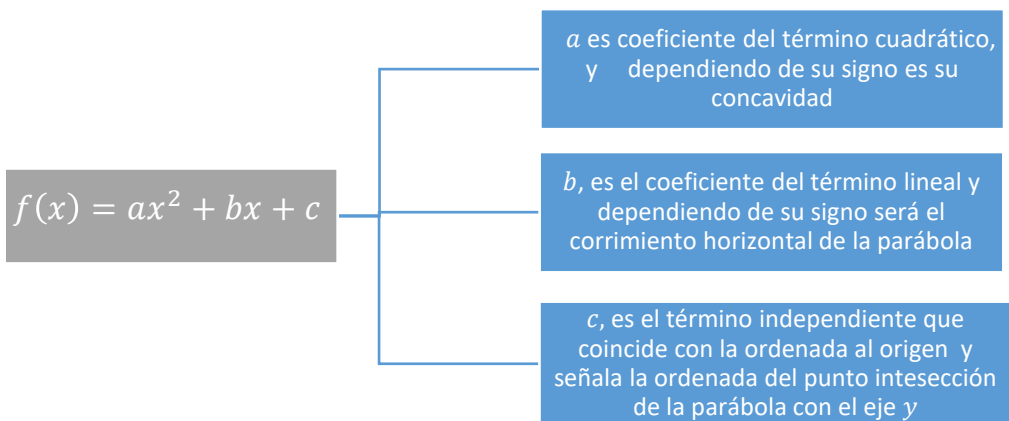 f(x) = ax² + bx + c
a es coeficiente del término cuadrático,
y dependiendo de su signo es su
concavidad
b, es el coeficiente del término lineal y
dependiendo de su signo será el
corrimiento horizontal de la parábola
c, es el término independiente que
coincide con la ordenada al origen y
señala la ordenada del punto intesección
de la parábola con el eje y